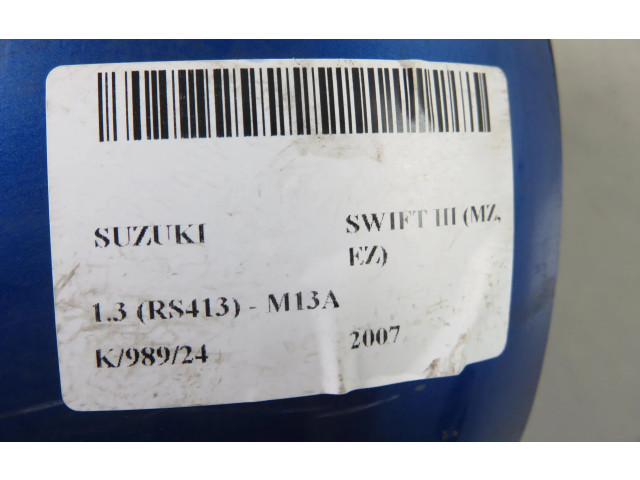 SUZUKI SWIFT III (MZ,
EZ)
1.3 (RS413) - M13A
K/989/24 2007